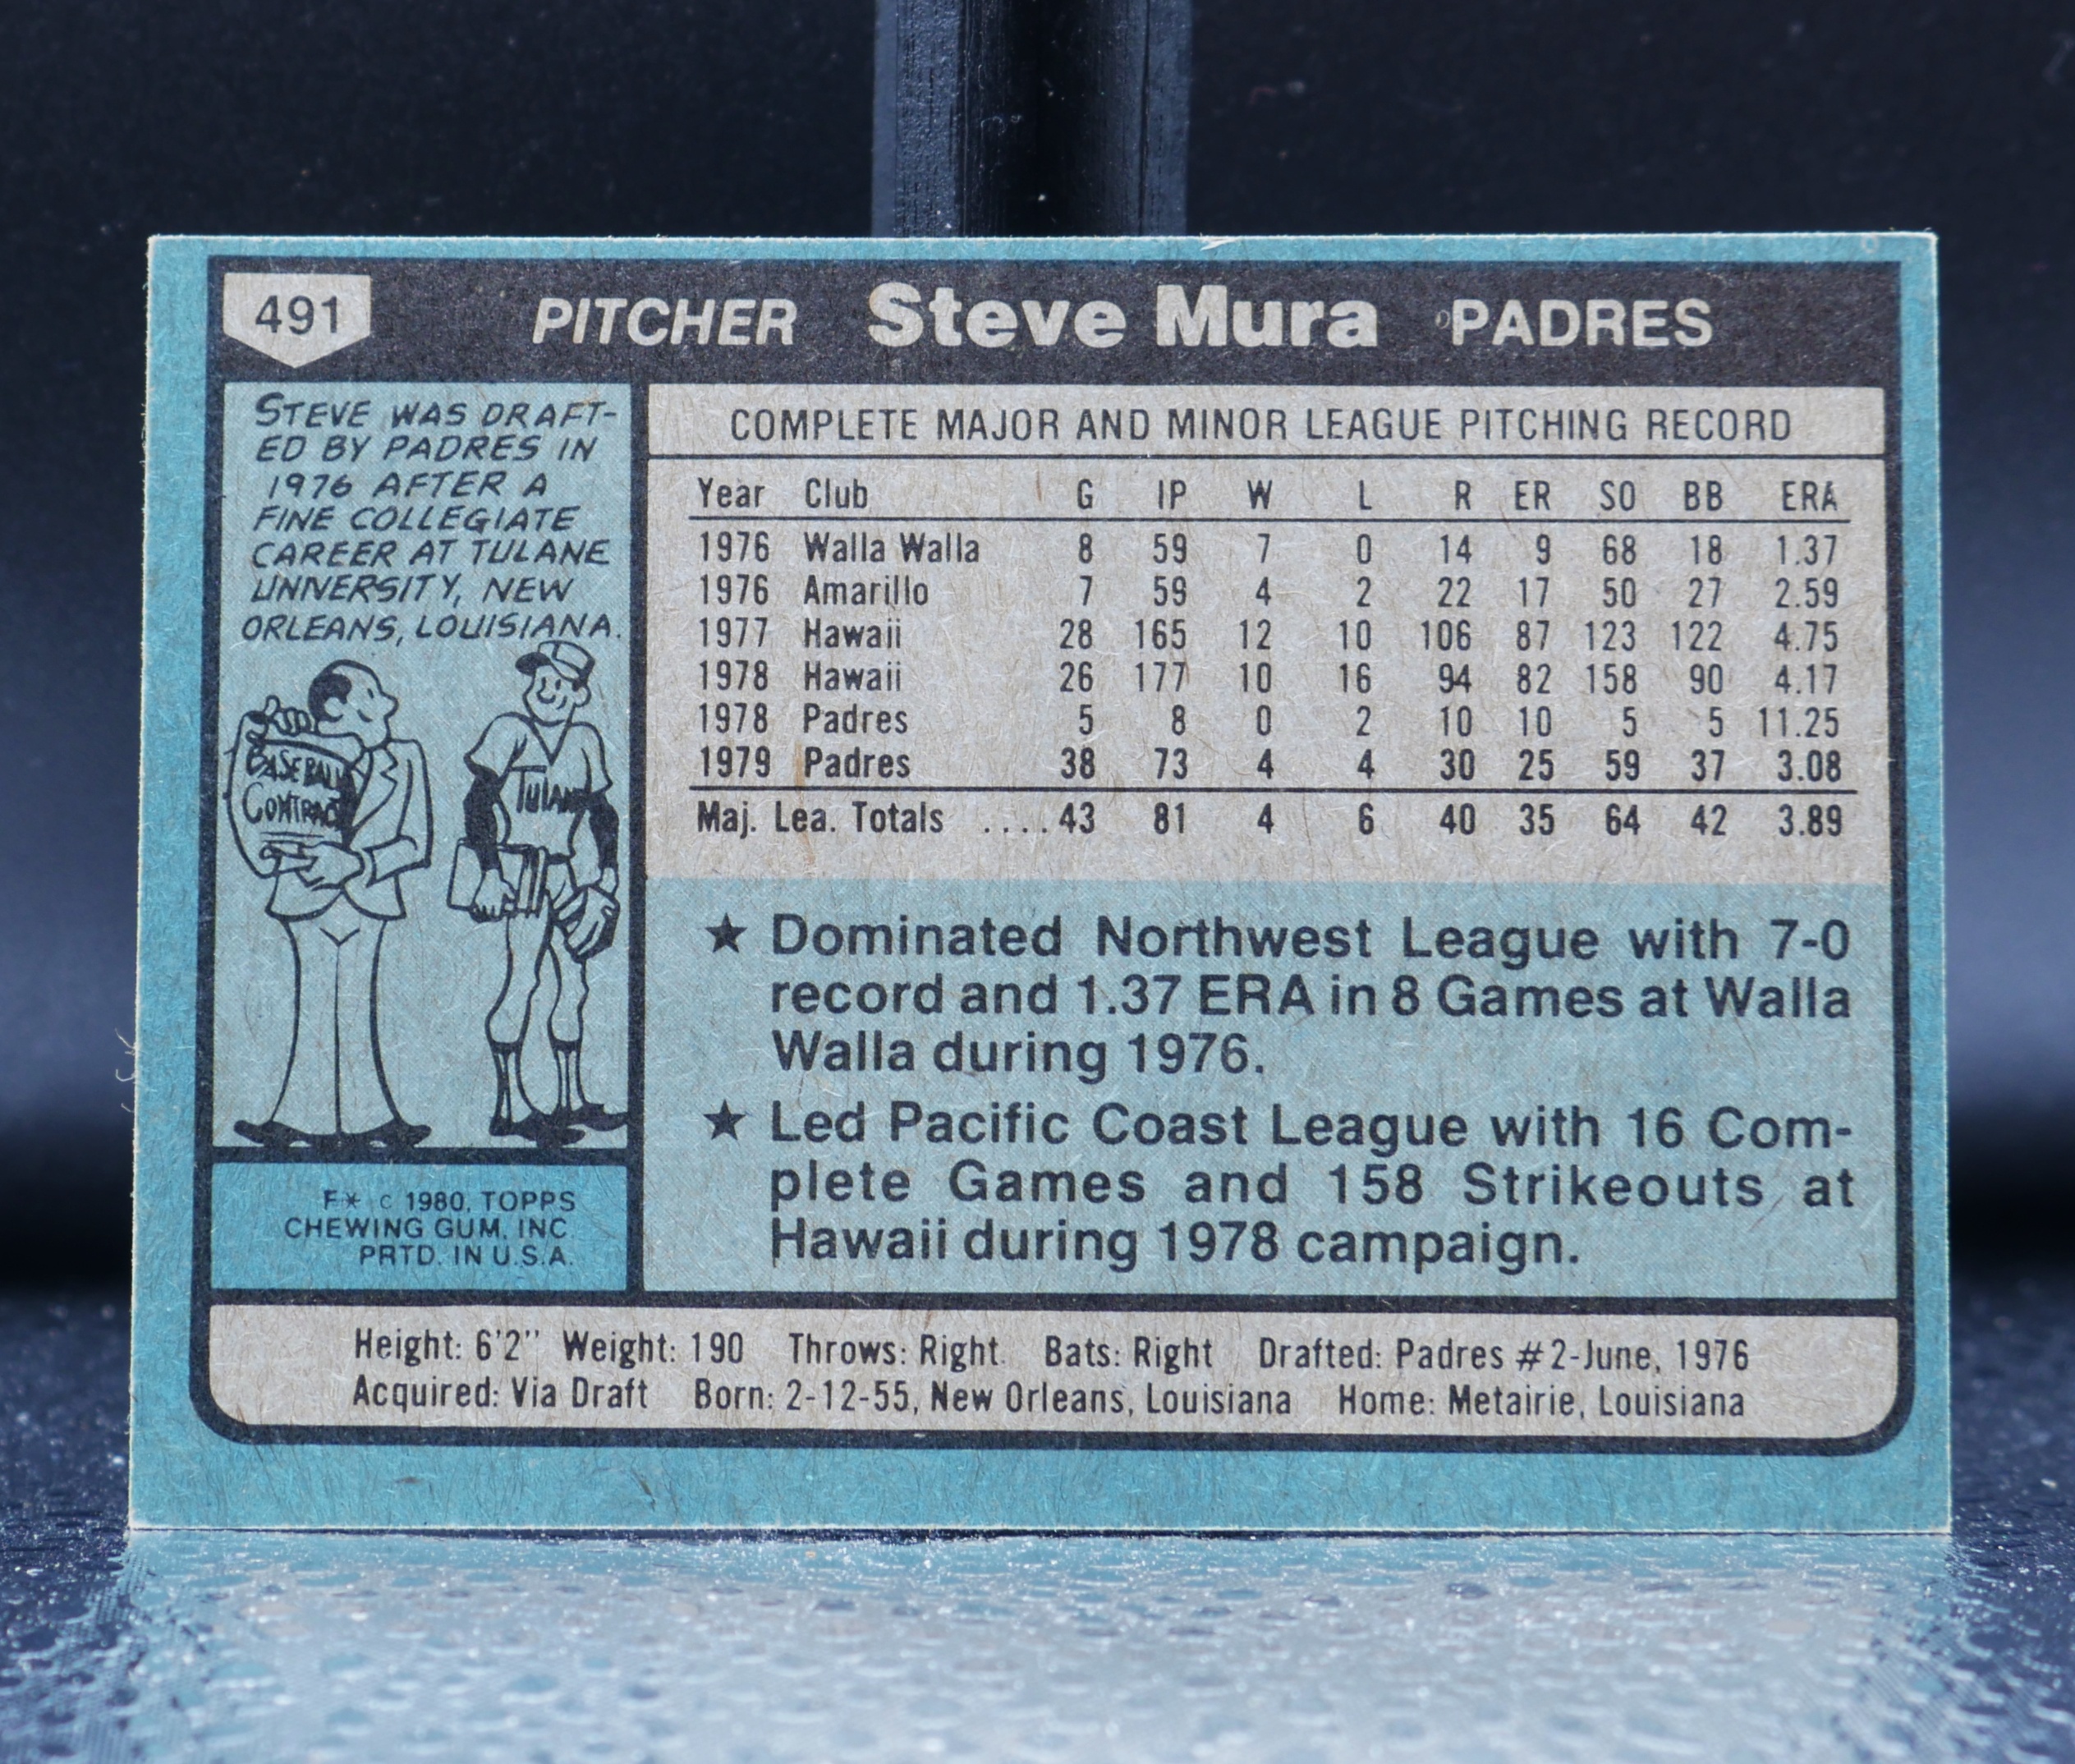 491 PITCHER Steve Mura PADRES
STEVE WAS DRAFT-
ED BY PADRES IN
1976 AFTER A
FINE COLLEGIATE
CAREER AT TULANE
UNIVERSITY, NEW
ORLEANS, LOUISIANA.
BASEBALL
CONTRACT
TULANE
F* c 1980, TOPPS
CHEWING GUM, INC.
PRTD. IN U.S.A.
COMPLETE MAJOR AND MINOR LEAGUE PITCHING RECORD
Year Club G IP W L R ER SO BB ERA
1976 Walla Walla 8 59 7 0 14 9 68 18 1.37
1976 Amarillo 7 59 4 2 22 17 50 27 2.59
1977 Hawaii 28 165 12 10 106 87 123 122 4.75
1978 Hawaii 26 177 10 16 94 82 158 90 4.17
1978 Padres 5 8 0 2 10 10 5 5 11.25
1979 Padres 38 73 4 4 30 25 59 37 3.08
Maj. Lea. Totals ....43 81 4 6 40 35 64 42 3.89
★ Dominated Northwest League with 7-0
record and 1.37 ERA in 8 Games at Walla
Walla during 1976.
★ Led Pacific Coast League with 16 Com-
plete Games and 158 Strikeouts at
Hawaii during 1978 campaign.
Height: 6'2" Weight: 190 Throws: Right Bats: Right Drafted: Padres #2-June, 1976
Acquired: Via Draft Born: 2-12-55, New Orleans, Louisiana Home: Metairie, Louisiana